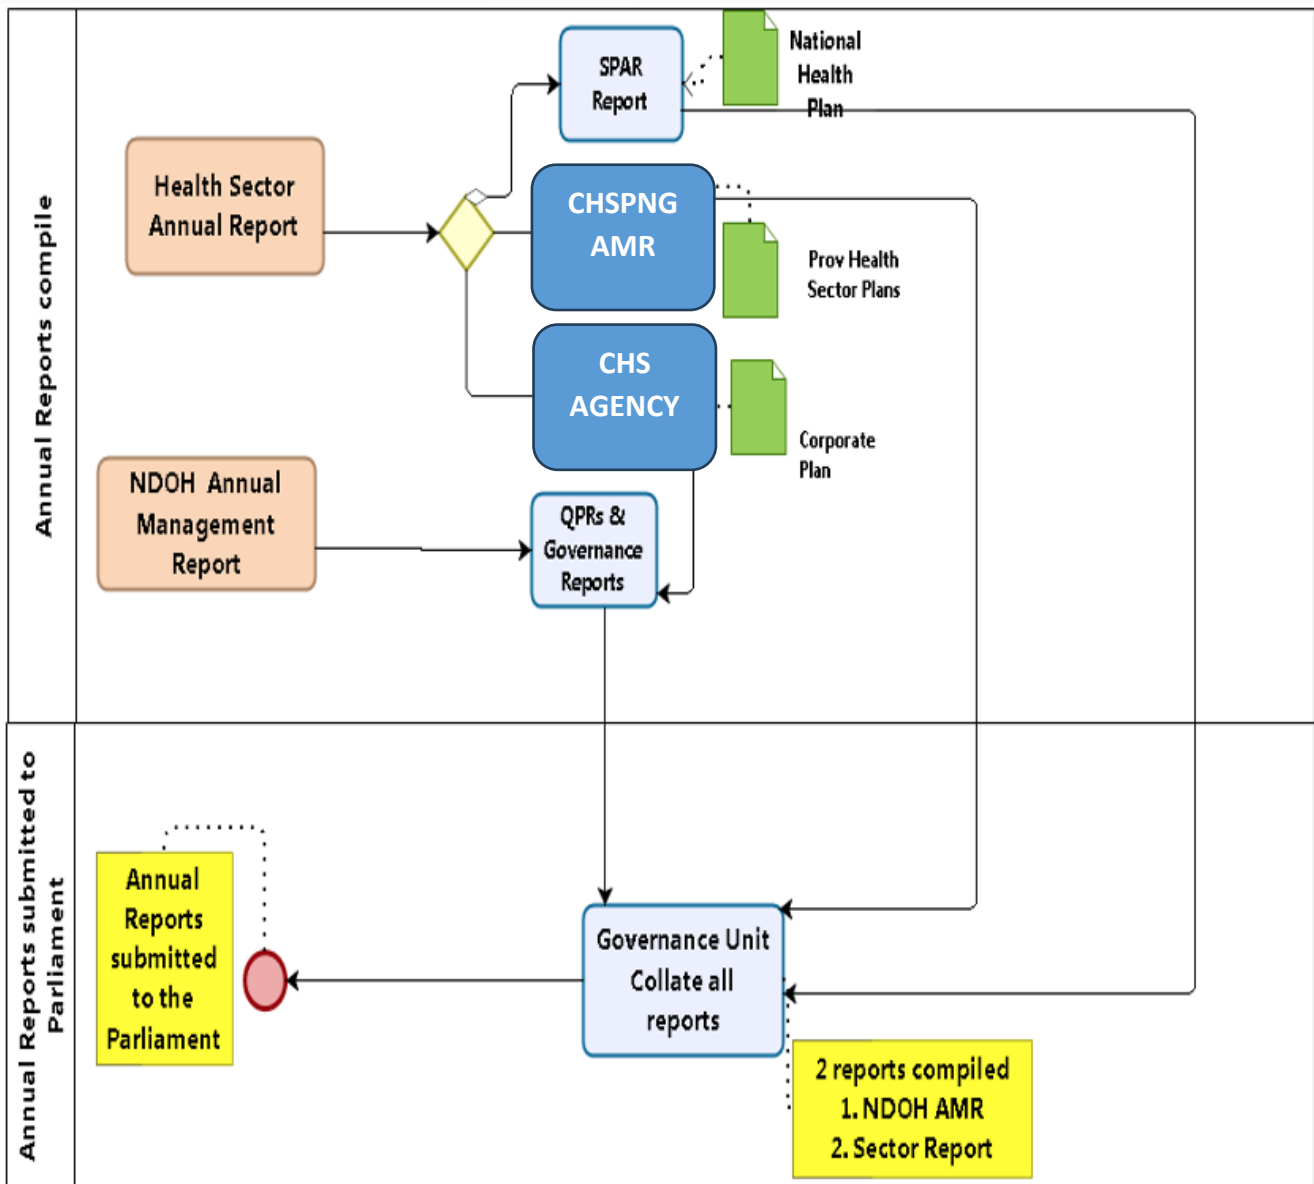 Annual Reports compile
SPAR
Report
National
Health
Plan
Health Sector
Annual Report
CHSPNG
AMR
Prov Health
Sector Plans
CHS
AGENCY
Corporate
Plan
NDOH Annual
Management
Report
QPRs &
Governance
Reports
Annual Reports submitted to
Parliament
Annual
Reports
submitted
to the
Parliament
Governance Unit
Collate all
reports
2 reports compiled
1. NDOH AMR
2. Sector Report